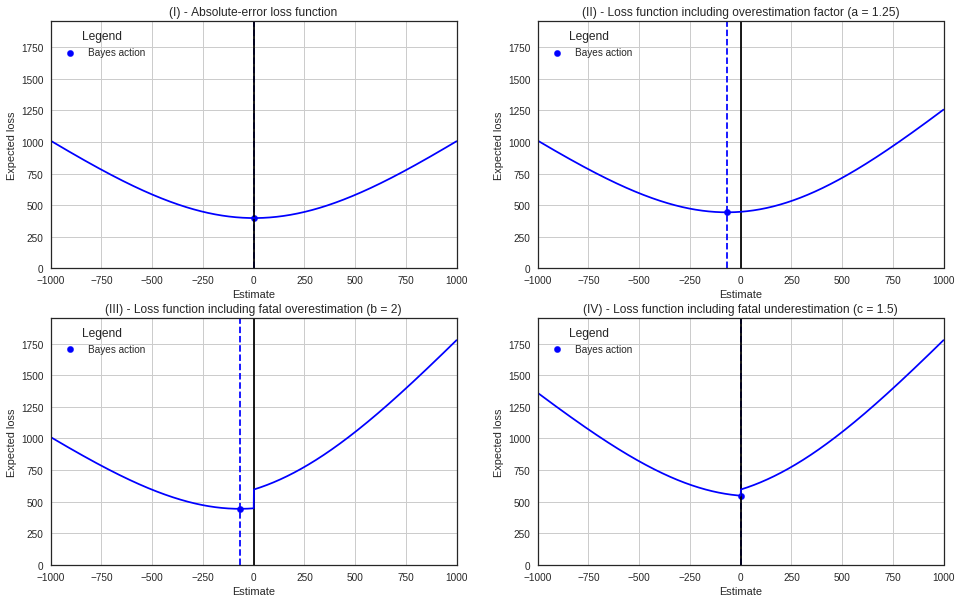 (I) - Absolute-error loss function
Legend
Bayes action
Expected loss
1750
1500
1250
1000
750
500
250
0
−1000 −750 −500 −250 0 250 500 750 1000
Estimate
(II) - Loss function including overestimation factor (a = 1.25)
Legend
Bayes action
Expected loss
1750
1500
1250
1000
750
500
250
0
−1000 −750 −500 −250 0 250 500 750 1000
Estimate
(III) - Loss function including fatal overestimation (b = 2)
Legend
Bayes action
Expected loss
1750
1500
1250
1000
750
500
250
0
−1000 −750 −500 −250 0 250 500 750 1000
Estimate
(IV) - Loss function including fatal underestimation (c = 1.5)
Legend
Bayes action
Expected loss
1750
1500
1250
1000
750
500
250
0
−1000 −750 −500 −250 0 250 500 750 1000
Estimate